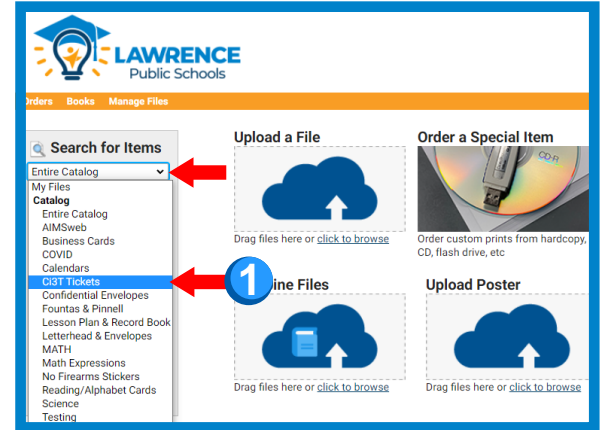 LAWRENCE
Public Schools
Orders Books Manage Files
Search for Items
Entire Catalog
My Files
Catalog
Entire Catalog
AIMSweb
Business Cards
COVID
Calendars
Ci3T Tickets
Confidential Envelopes
Fountas & Pinnell
Lesson Plan & Record Book
Letterhead & Envelopes
MATH
Math Expressions
No Firearms Stickers
Reading/Alphabet Cards
Science
Testing
Upload a File
Drag files here or click to browse
Order a Special Item
CD-R
Order custom prints from hardcopy,
CD, flash drive, etc
1
ine Files
Drag files here or click to browse
Upload Poster
Drag files here or click to browse